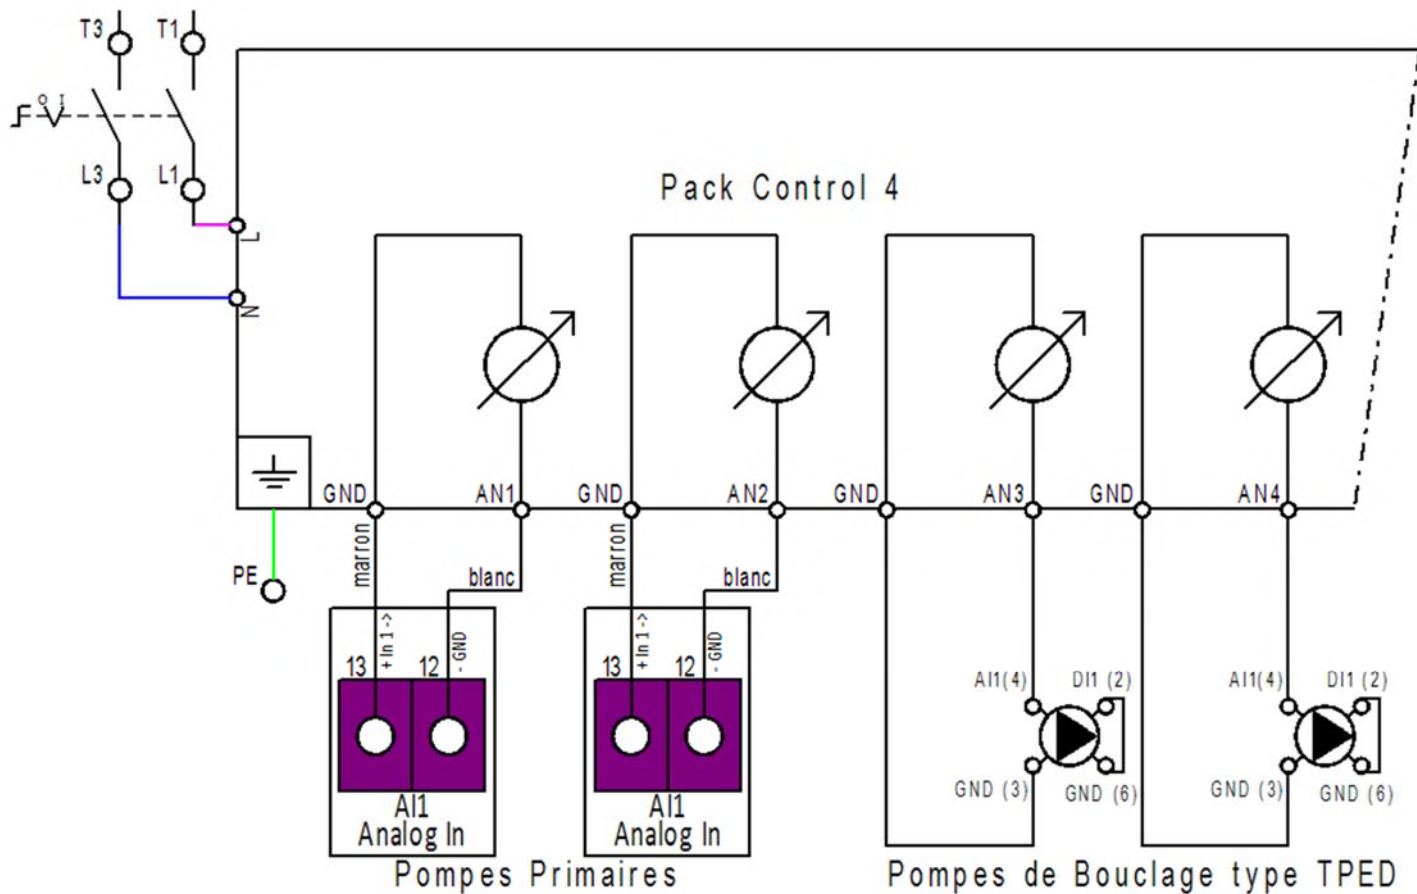 T3 T1
O I
L3 L1
Pack Control 4
L
N
GND AN1 GND AN2 GND AN3 GND AN4
marron marron
PE blanc blanc
13 + In 1 -> 12 - GND 13 + In 1 -> 12 - GND
AI1(4) DI1 (2) AI1(4) DI1 (2)
GND (3) GND (6) GND (3) GND (6)
AI1 AI1
Analog In Analog In
Pompes Primaires Pompes de Bouclage type TPED